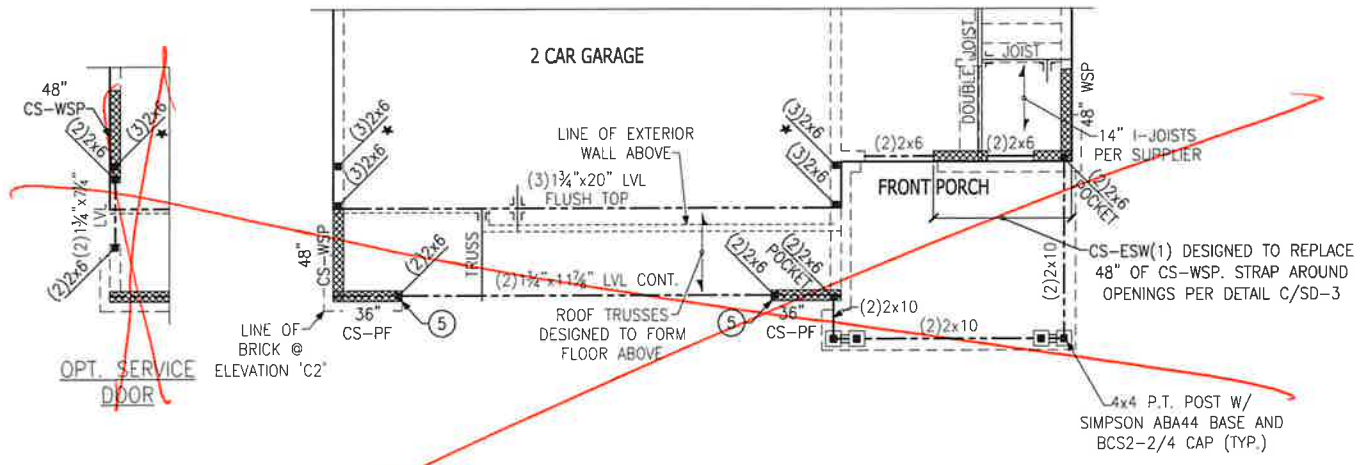 2 CAR GARAGE
DOUBLE JOIST
JOIST
48" WSP
48"
CS-WSP
(2)2x6
(3)2x6
★
(2)1¾"x7¼"
LVL
(2)2x6
OPT. SERVICE
DOOR
(3)2x6
★
(3)2x6
LINE OF EXTERIOR
WALL ABOVE
(3)1¾"x20" LVL
FLUSH TOP
★
(3)2x6
(3)2x6
(2)2x6
(2)2x6
14" I-JOISTS
PER SUPPLIER
FRONT PORCH
(2)2x6
POCKET
48"
CS-WSP
(2)2x6
TRUSS
(2)1¾"x11⅞" LVL CONT.
(2)2x6
(2)2x6
POCKET
CS-ESW(1) DESIGNED TO REPLACE
48" OF CS-WSP. STRAP AROUND
OPENINGS PER DETAIL C/SD-3
(2)2x10
LINE OF
BRICK @
ELEVATION 'C2'
36"
CS-PF
5
ROOF TRUSSES
DESIGNED TO FORM
FLOOR ABOVE
5
36"
CS-PF
(2)2x10
(2)2x10
4x4 P.T. POST W/
SIMPSON ABA44 BASE AND
BCS2-2/4 CAP (TYP.)